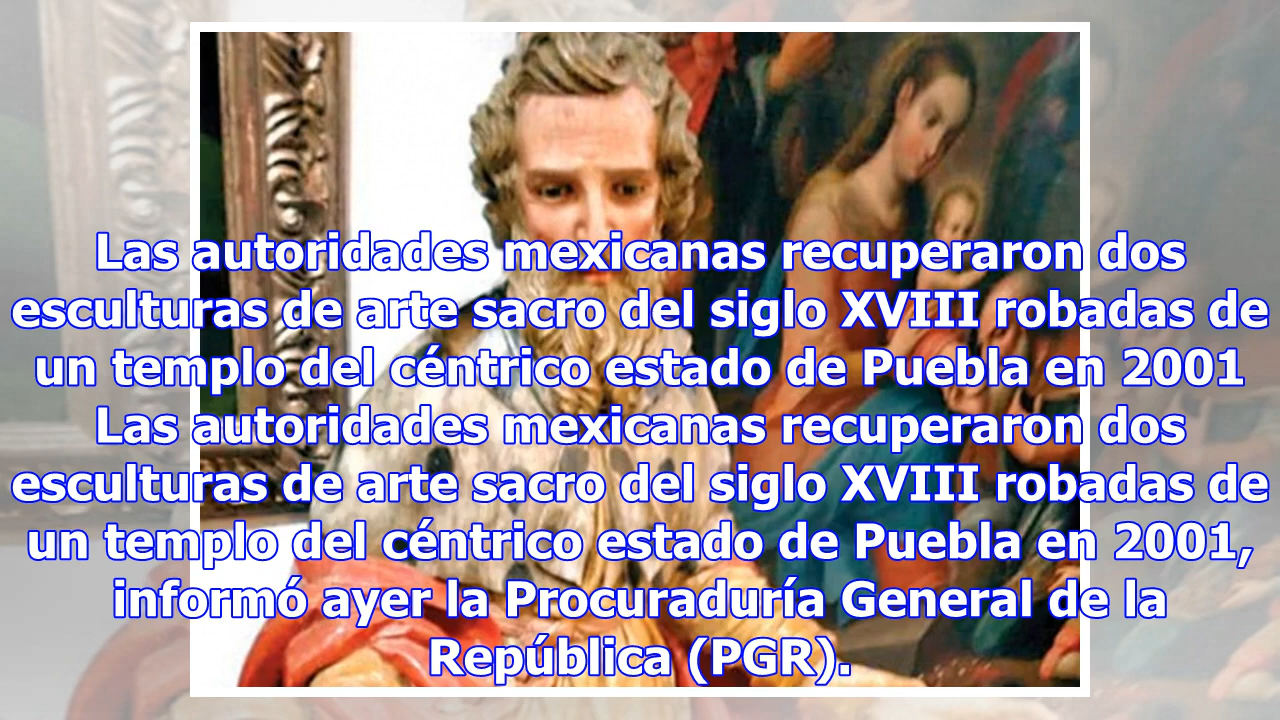 Las autoridades mexicanas recuperaron dos
esculturas de arte sacro del siglo XVIII robadas de
un templo del céntrico estado de Puebla en 2001
Las autoridades mexicanas recuperaron dos
esculturas de arte sacro del siglo XVIII robadas de
un templo del céntrico estado de Puebla en 2001,
informó ayer la Procuraduría General de la
República (PGR).